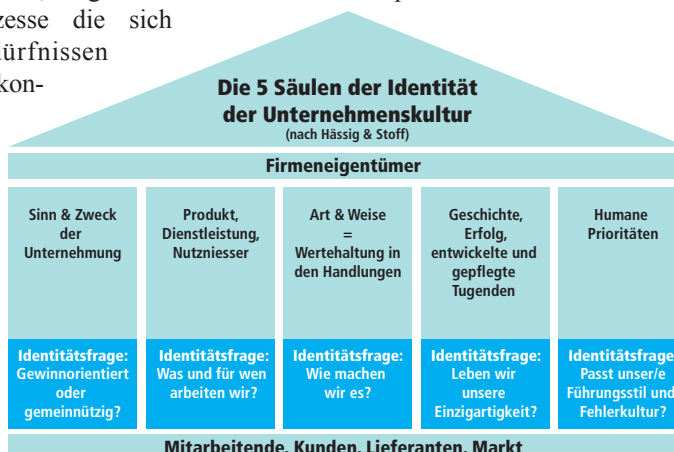 zesse die sich
dürfnissen
kon-
Die 5 Säulen der Identität
der Unternehmenskultur
(nach Hässig & Stoff)
Firmeneigentümer
Sinn & Zweck
der
Unternehmung
Produkt,
Dienstleistung,
Nutzniesser
Art & Weise
=
Wertehaltung in
den Handlungen
Geschichte,
Erfolg,
entwickelte und
gepflegte
Tugenden
Humane
Prioritäten
Identitätsfrage:
Gewinnorientiert
oder
gemeinnützig?
Identitätsfrage:
Was und für wen
arbeiten wir?
Identitätsfrage:
Wie machen
wir es?
Identitätsfrage:
Leben wir
unsere
Einzigartigkeit?
Identitätsfrage
Passt unser/e
Führungsstil und
Fehlerkultur?
Mitarbeitende, Kunden, Lieferanten, Markt